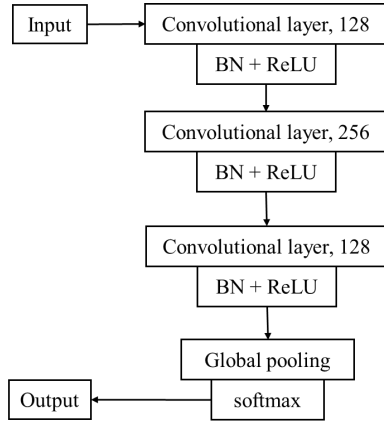 Input
Convolutional layer, 128
BN + ReLU
Convolutional layer, 256
BN + ReLU
Convolutional layer, 128
BN + ReLU
Global pooling
softmax
Output